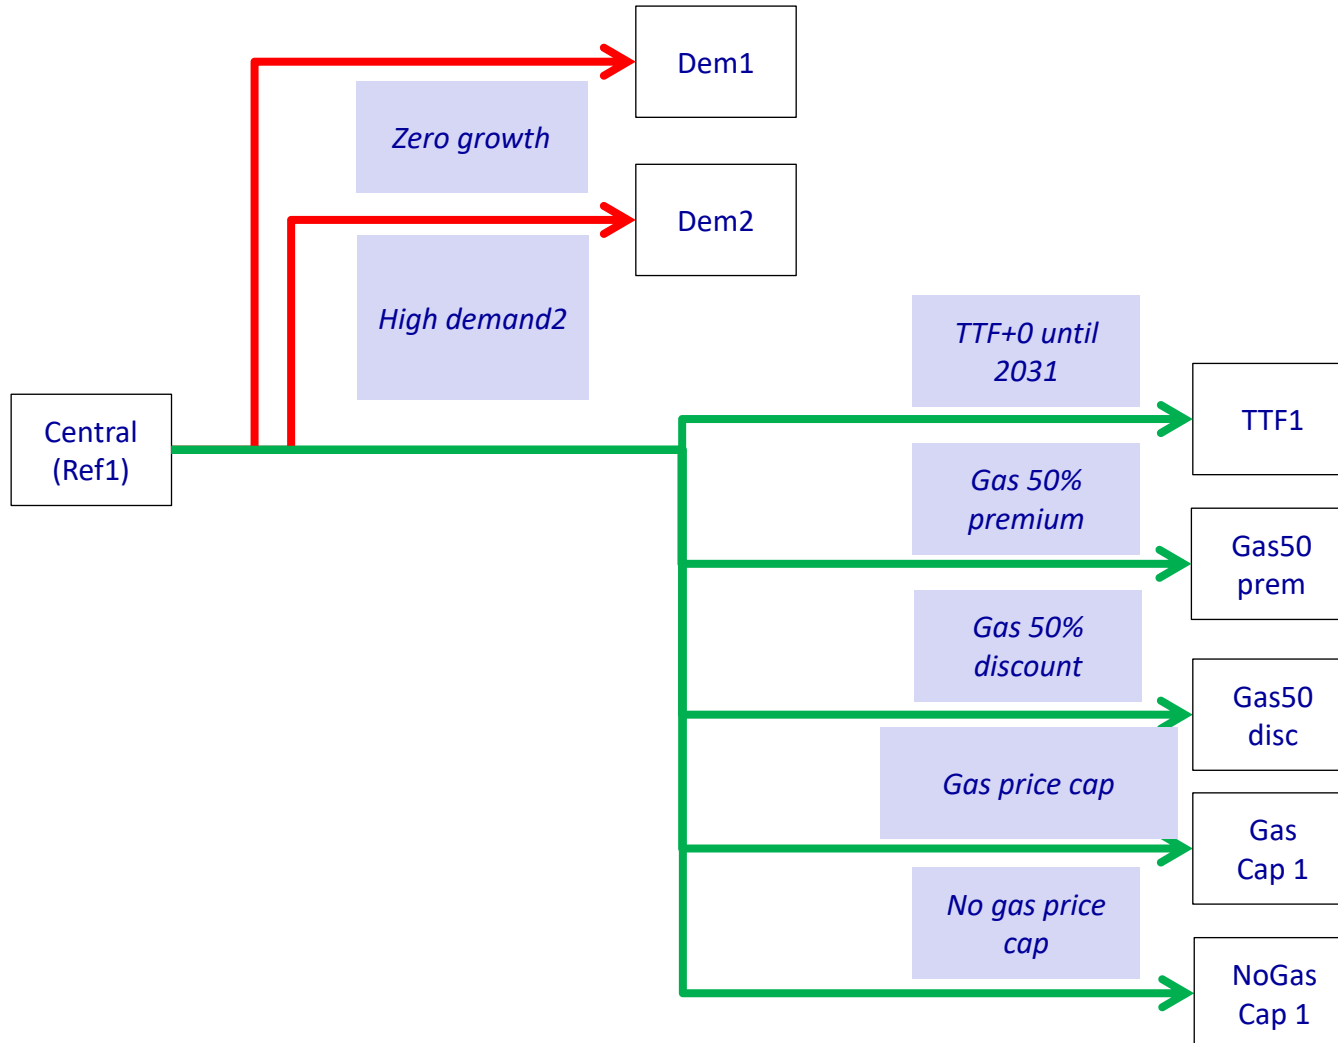 Dem1
Zero growth
Dem2
High demand2
TTF+0 until
2031
Central
(Ref1)
TTF1
Gas 50%
premium
Gas50
prem
Gas 50%
discount
Gas50
disc
Gas price cap
Gas
Cap 1
No gas price
cap
NoGas
Cap 1